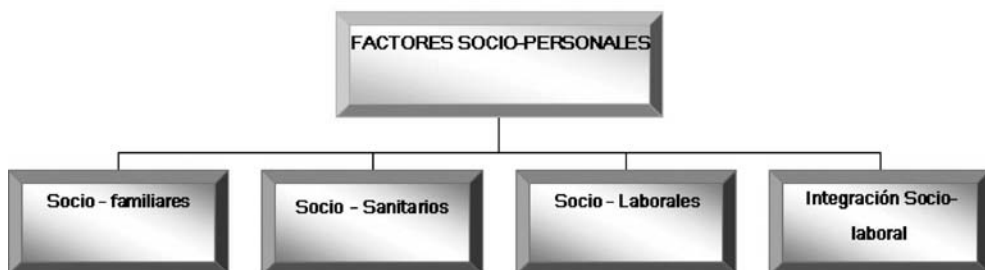 FACTORES SOCIO-PERSONALES
Socio - familiares
Socio - Sanitarios
Socio - Laborales
Integración Socio-
laboral